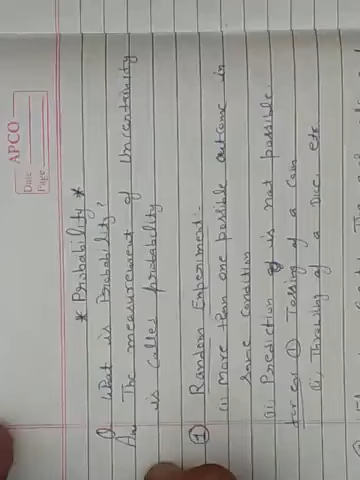 APCO
Date
Page
* Probability *
Q What is Probability?
An The measurement of Uncertainity
is called probability
① Random Experiment:-
(i) More than one possible outcome in
same condition
(ii) Prediction is not possible.
for ex: ① Tossing of a Coin
(ii) Throwing of a Dice, etc